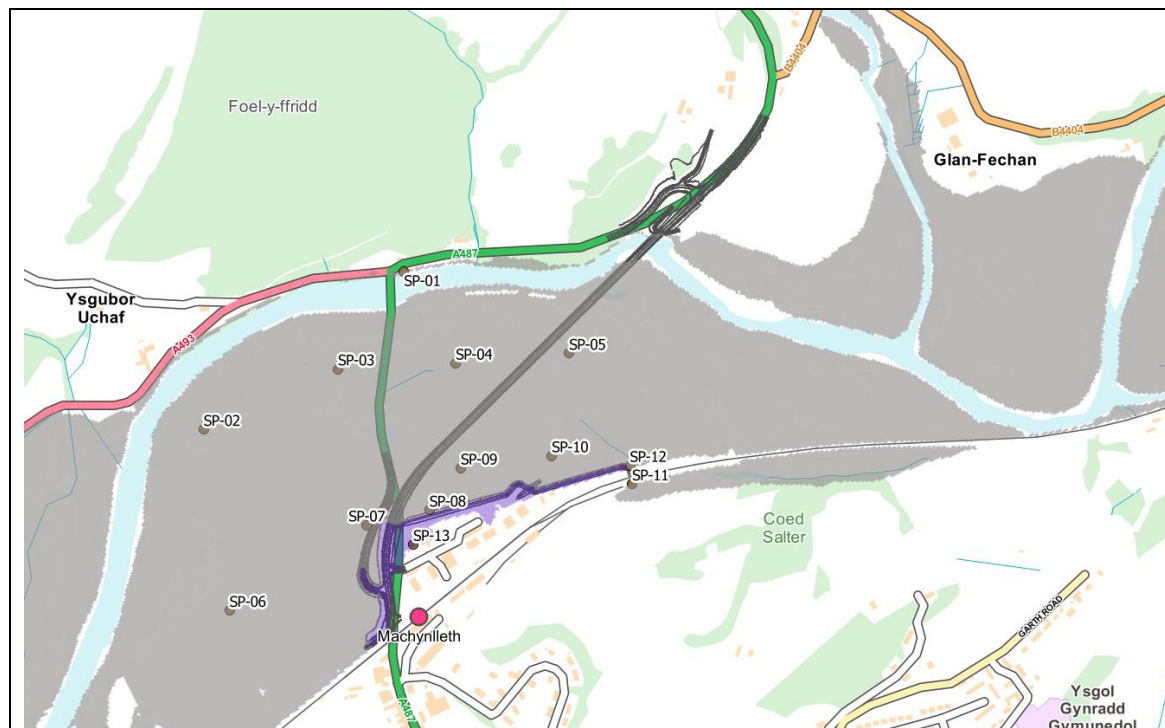 B4404
Foel-y-ffridd
B4404
Glan-Fechan
A487
SP-01
Ysgubor
Uchaf
A493
SP-03
SP-04
SP-05
SP-02
SP-09
SP-10
SP-12
SP-11
SP-07
SP-08
SP-13
Coed
Salter
SP-06
Machynlleth
GARTH ROAD
A487
Ysgol
Gynradd
Gymunedol